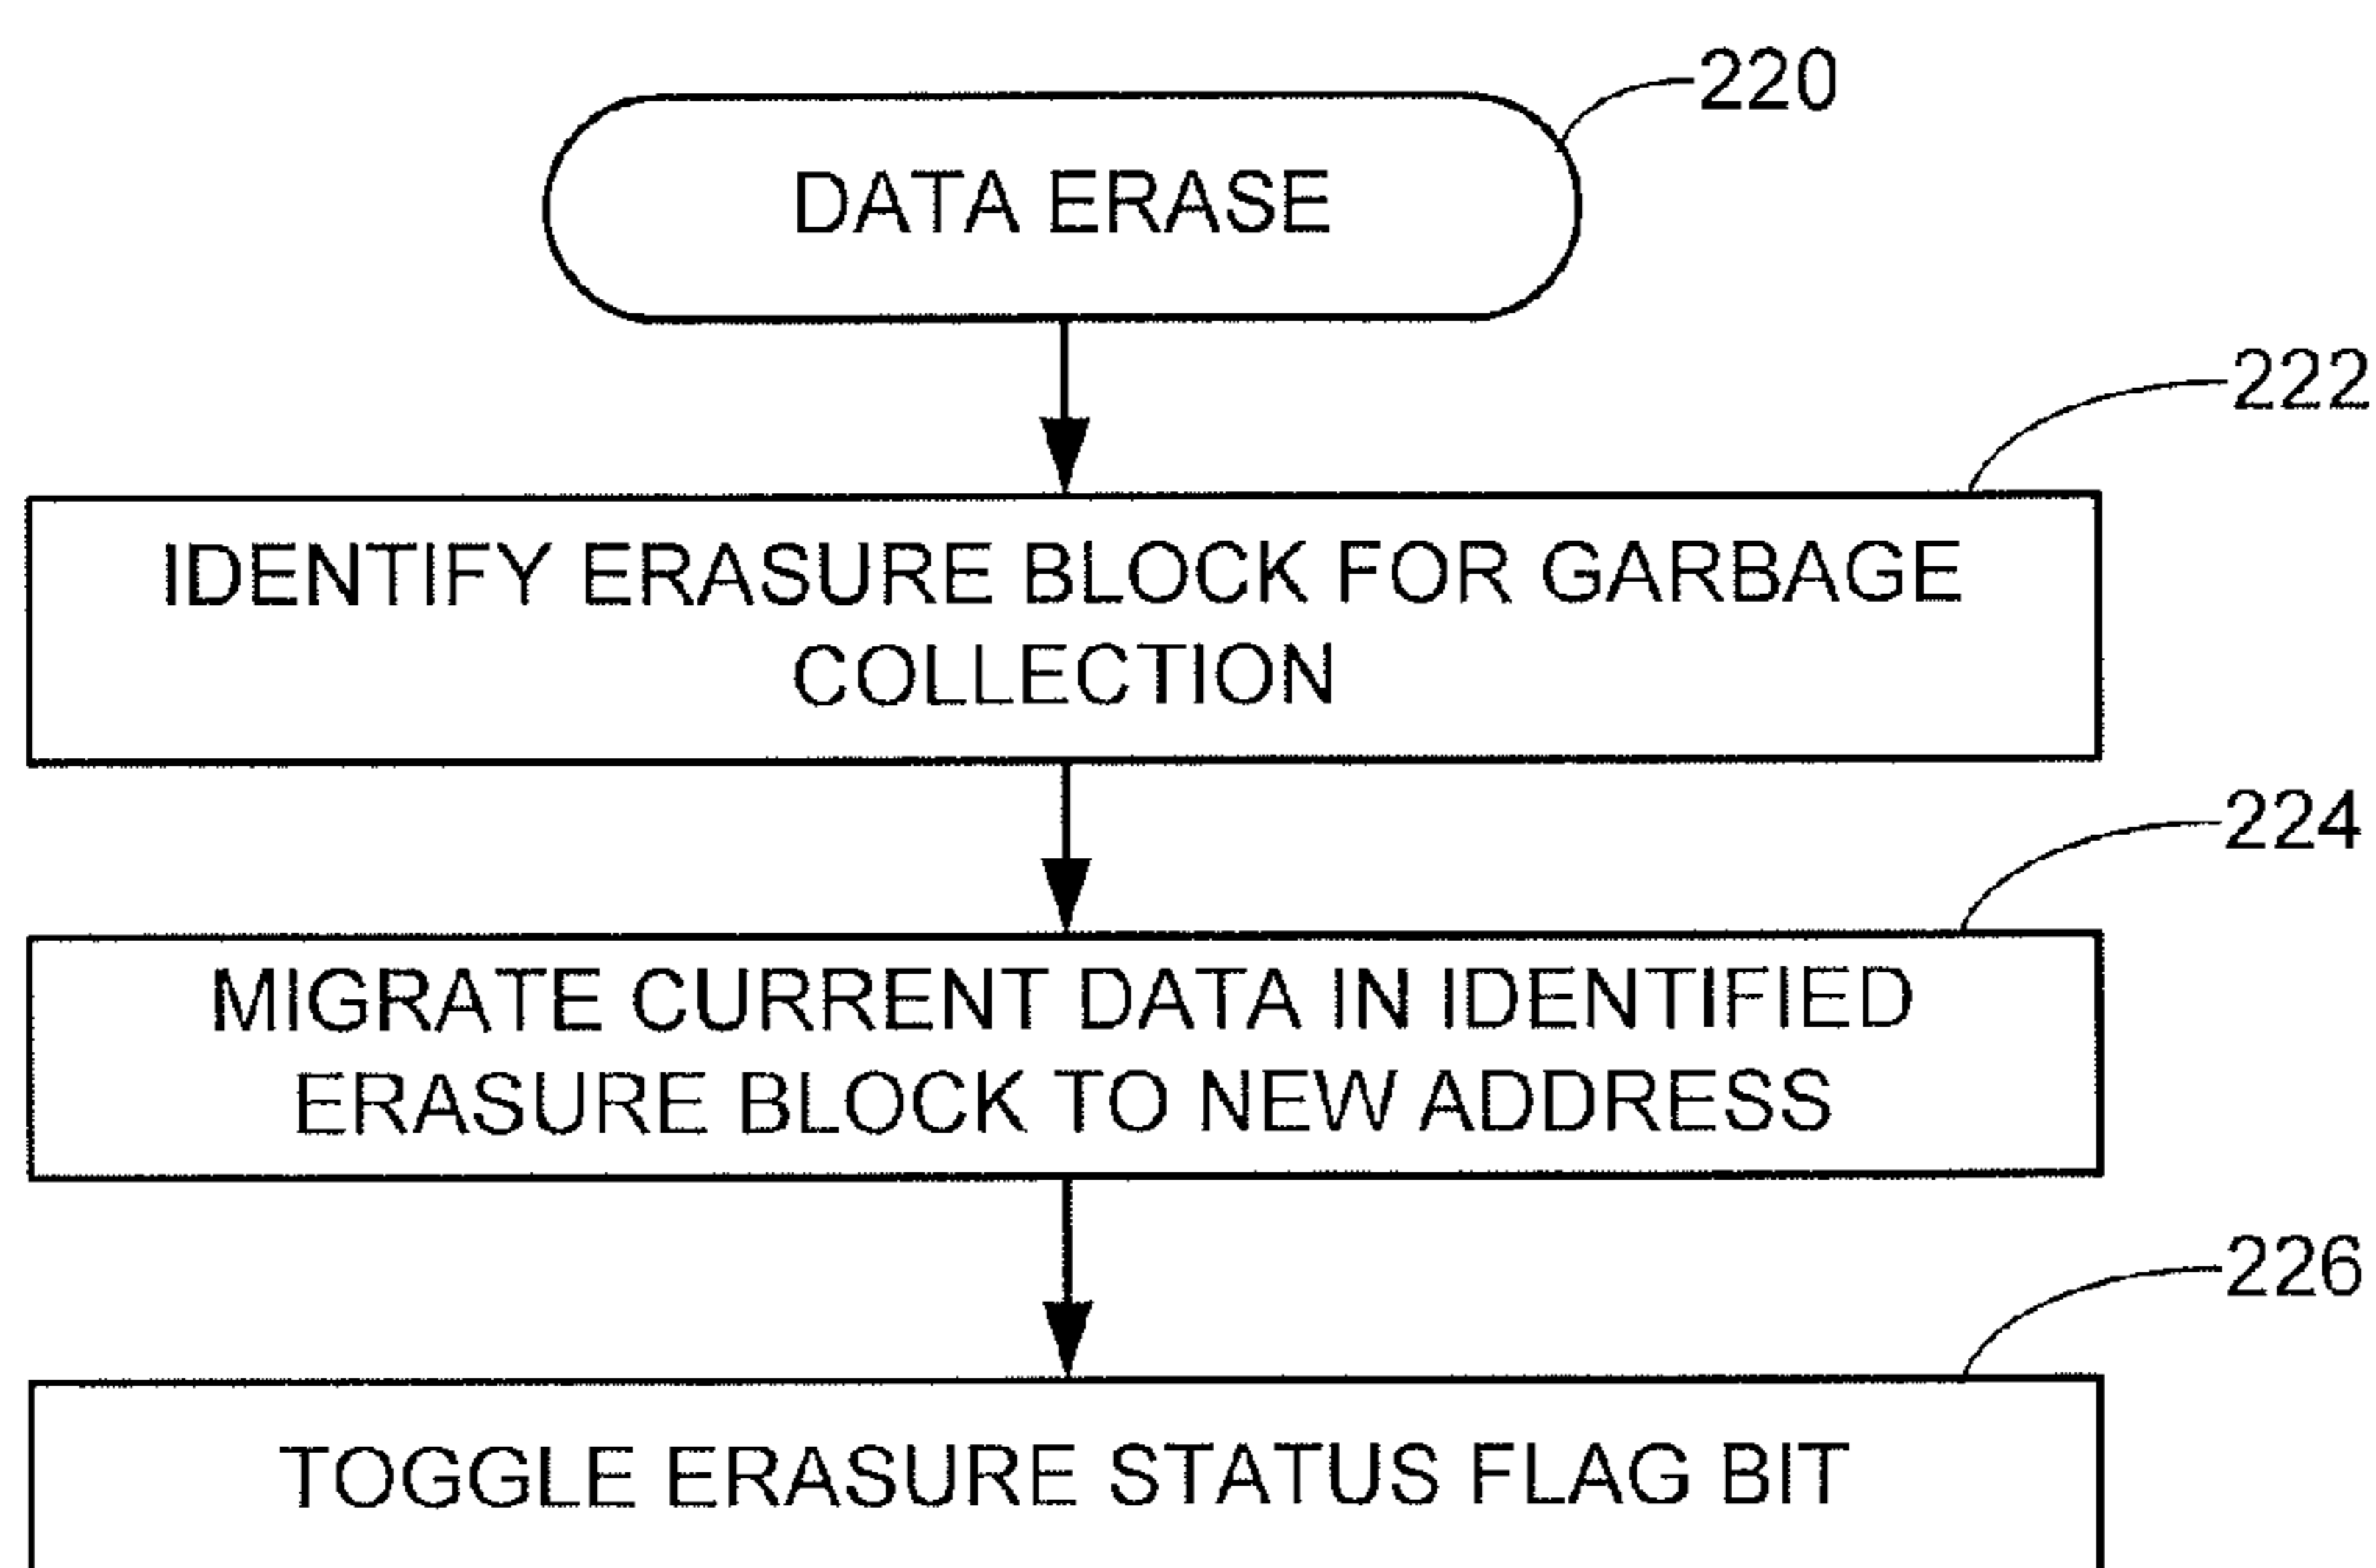 220
DATA ERASE
222
IDENTIFY ERASURE BLOCK FOR GARBAGE
COLLECTION
224
MIGRATE CURRENT DATA IN IDENTIFIED
ERASURE BLOCK TO NEW ADDRESS
226
TOGGLE ERASURE STATUS FLAG BIT